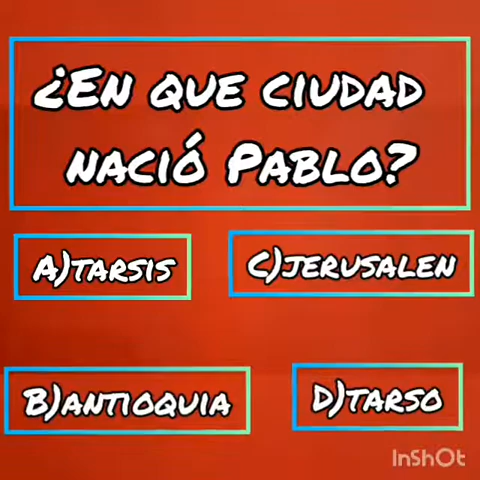 ¿En que ciudad
nació Pablo?
A)tarsis
C)jerusalen
B)antioquia
D)tarso
InShOt